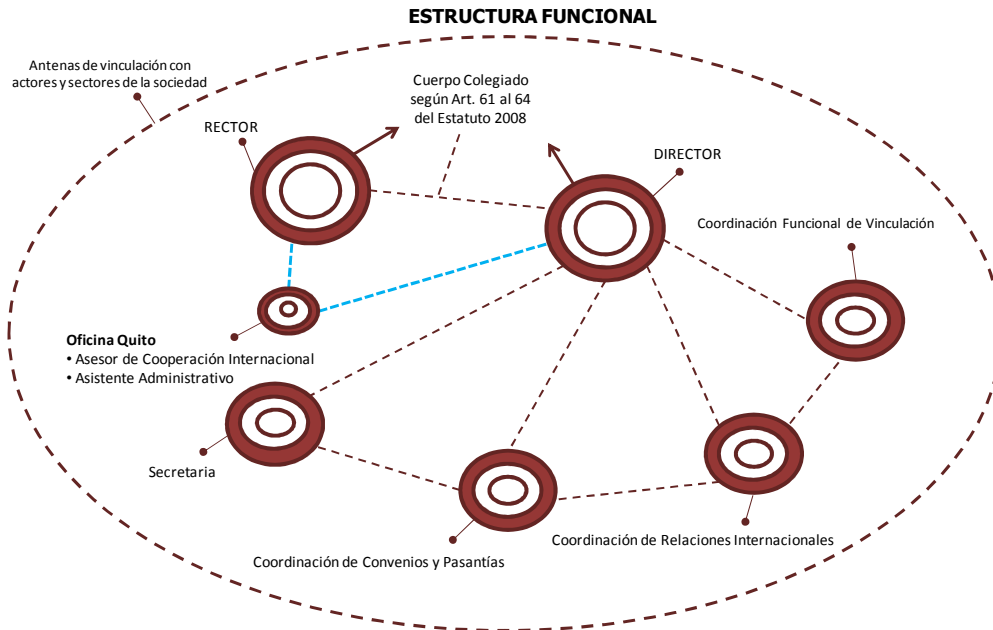 ESTRUCTURA FUNCIONAL
Antenas de vinculación con
actores y sectores de la sociedad
Cuerpo Colegiado
según Art. 61 al 64
del Estatuto 2008
RECTOR
DIRECTOR
Coordinación Funcional de Vinculación
Oficina Quito
• Asesor de Cooperación Internacional
• Asistente Administrativo
Secretaria
Coordinación de Convenios y Pasantías
Coordinación de Relaciones Internacionales